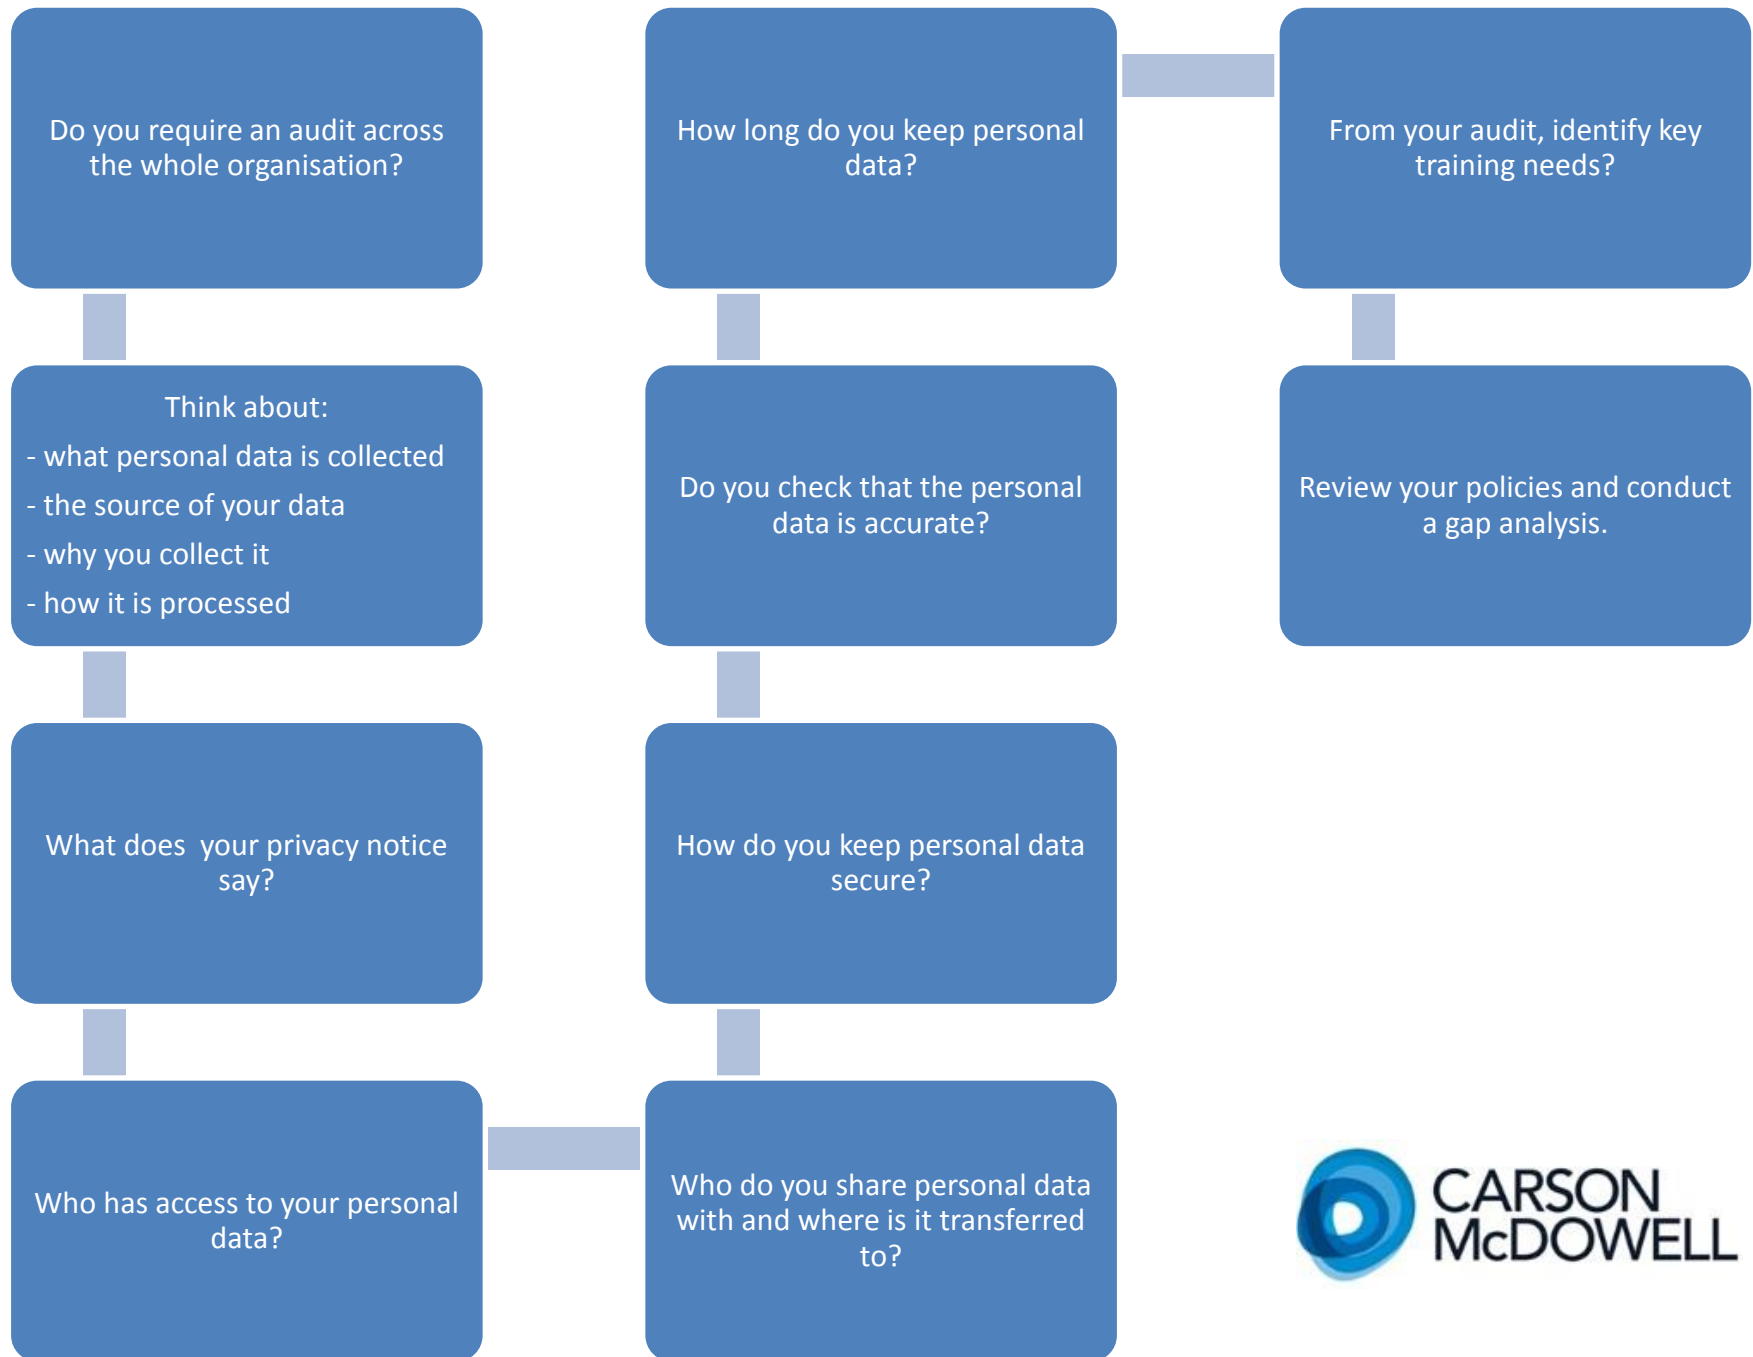 Do you require an audit across
the whole organisation?
Think about:
- what personal data is collected
- the source of your data
- why you collect it
- how it is processed
What does  your privacy notice
say?
Who has access to your personal
data?
Who do you share personal data
with and where is it transferred
to?
How do you keep personal data
secure?
Do you check that the personal
data is accurate?
How long do you keep personal
data?
From your audit, identify key
training needs?
Review your policies and conduct
a gap analysis.
CARSON
McDOWELL